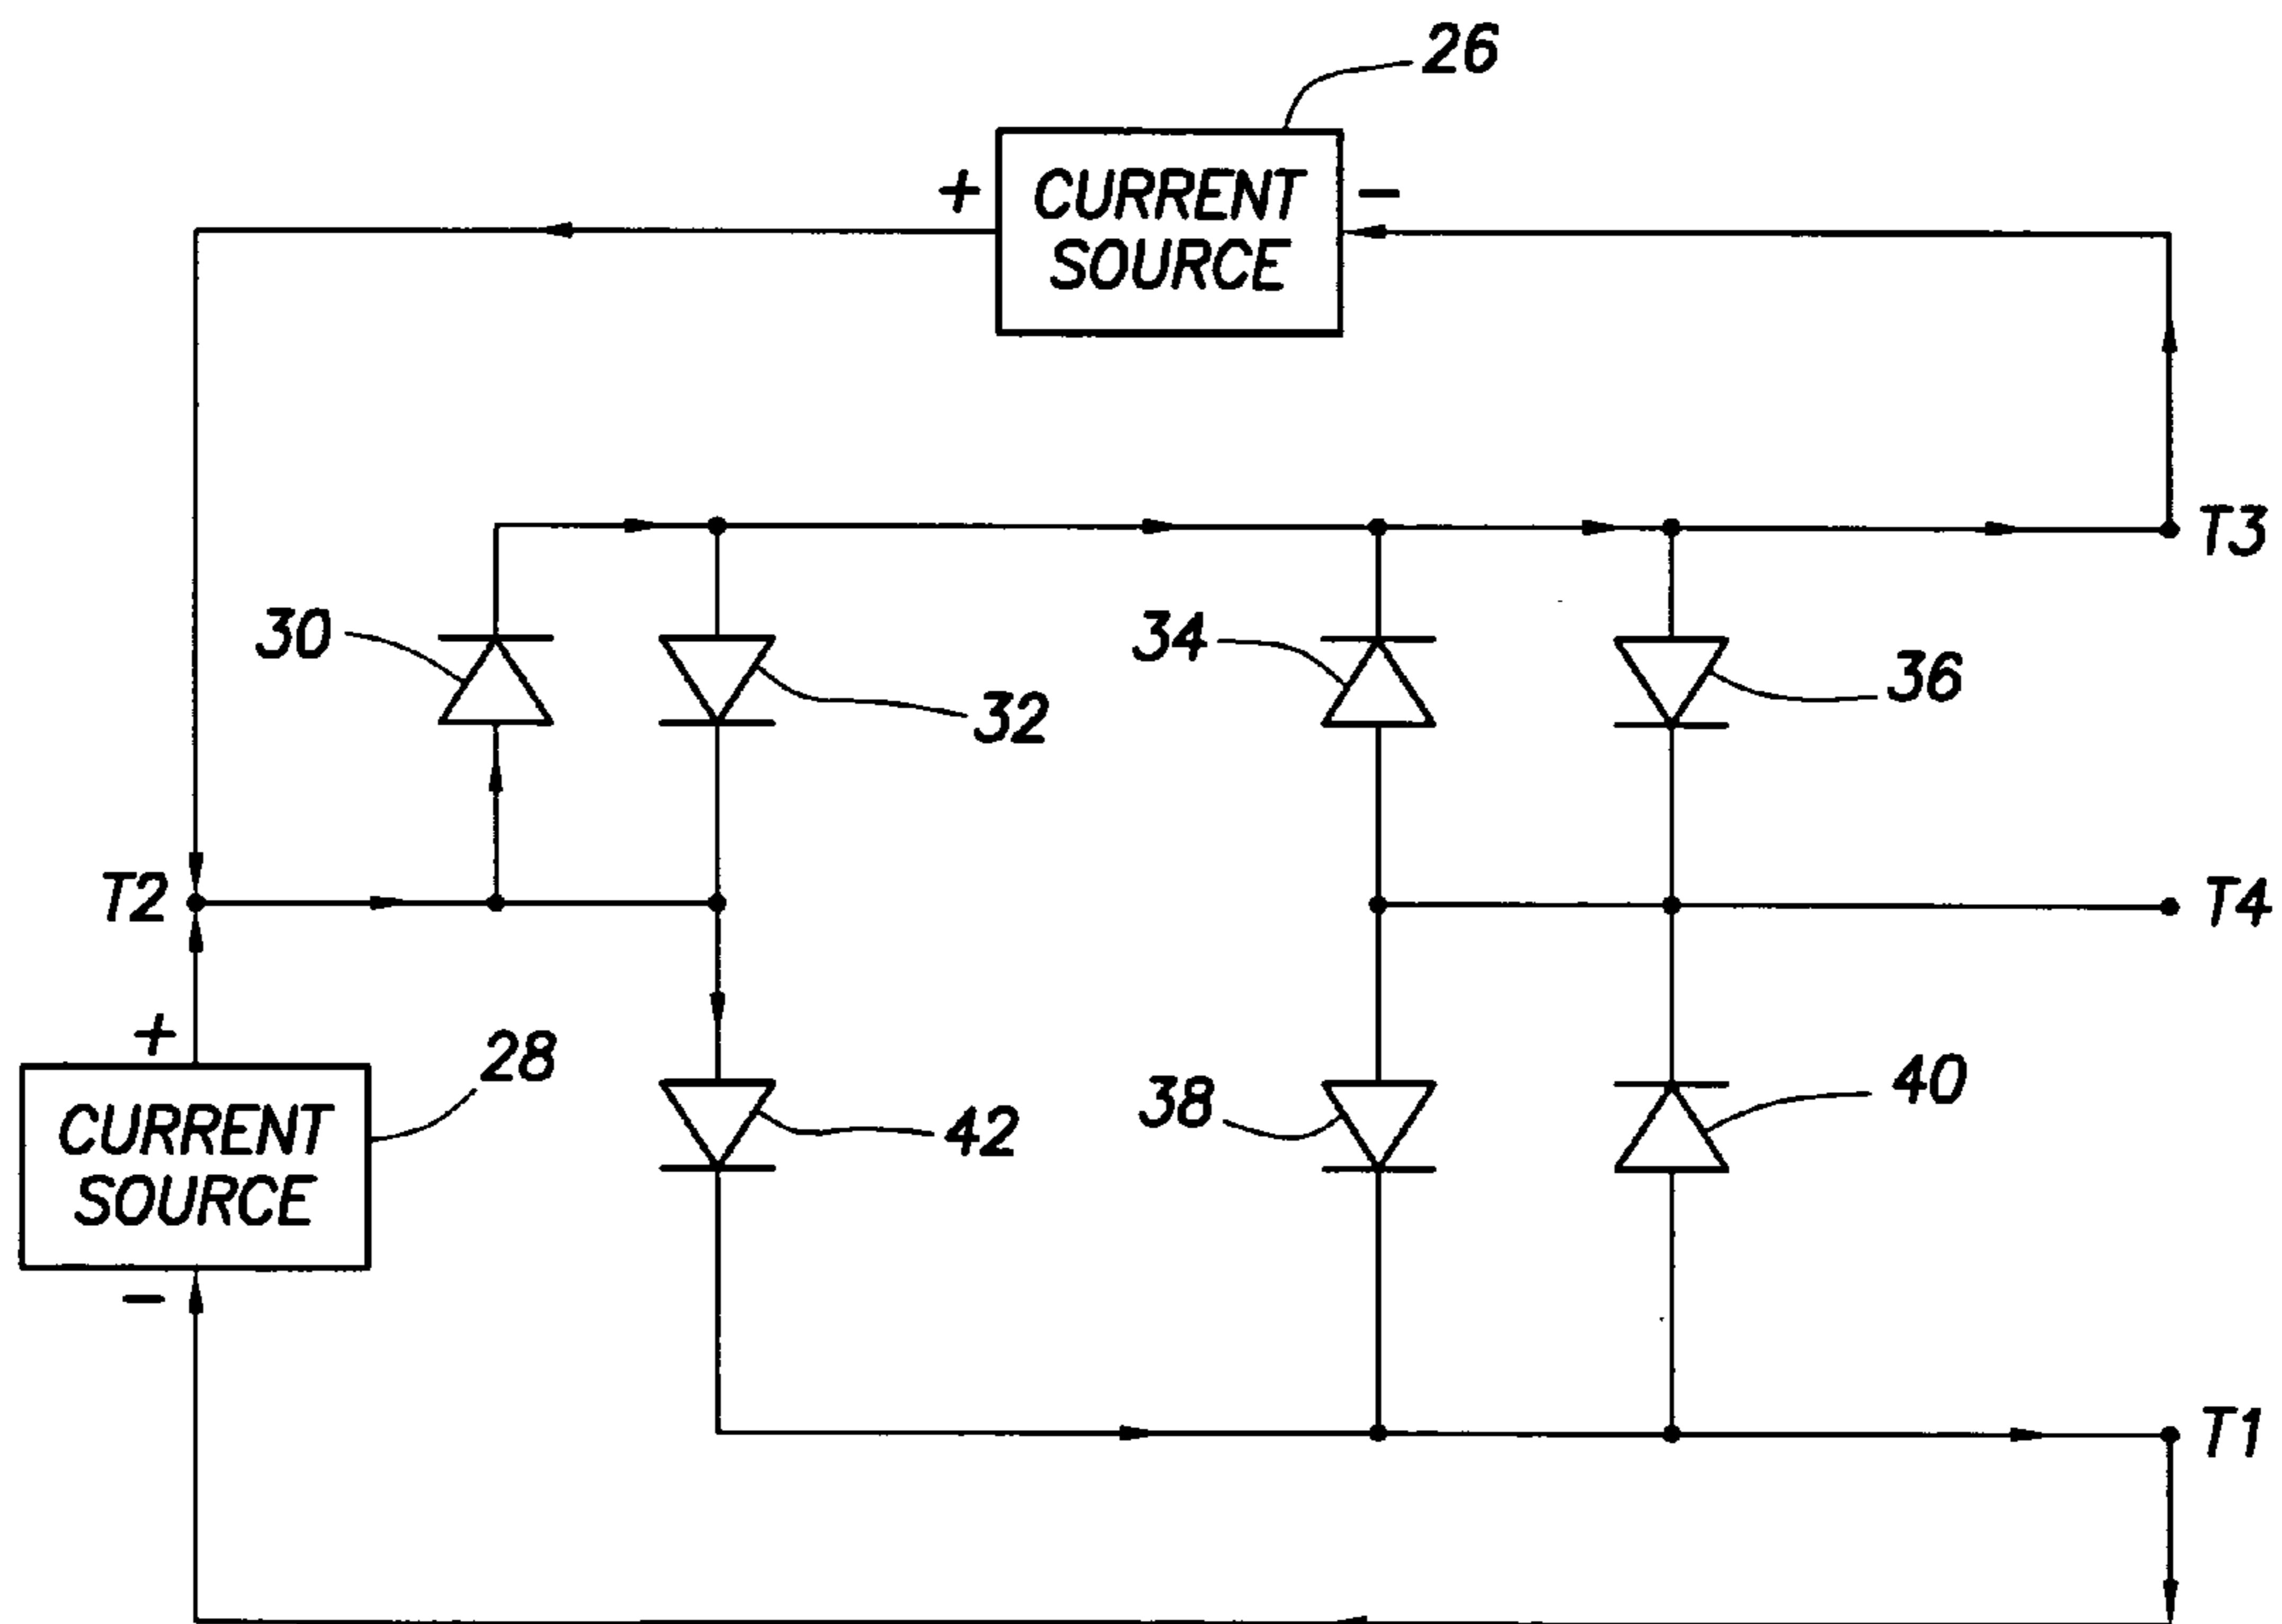 26
+
CURRENT
SOURCE
−
T3
30
32
34
36
T2
T4
+
28
CURRENT
SOURCE
−
42
38
40
T1